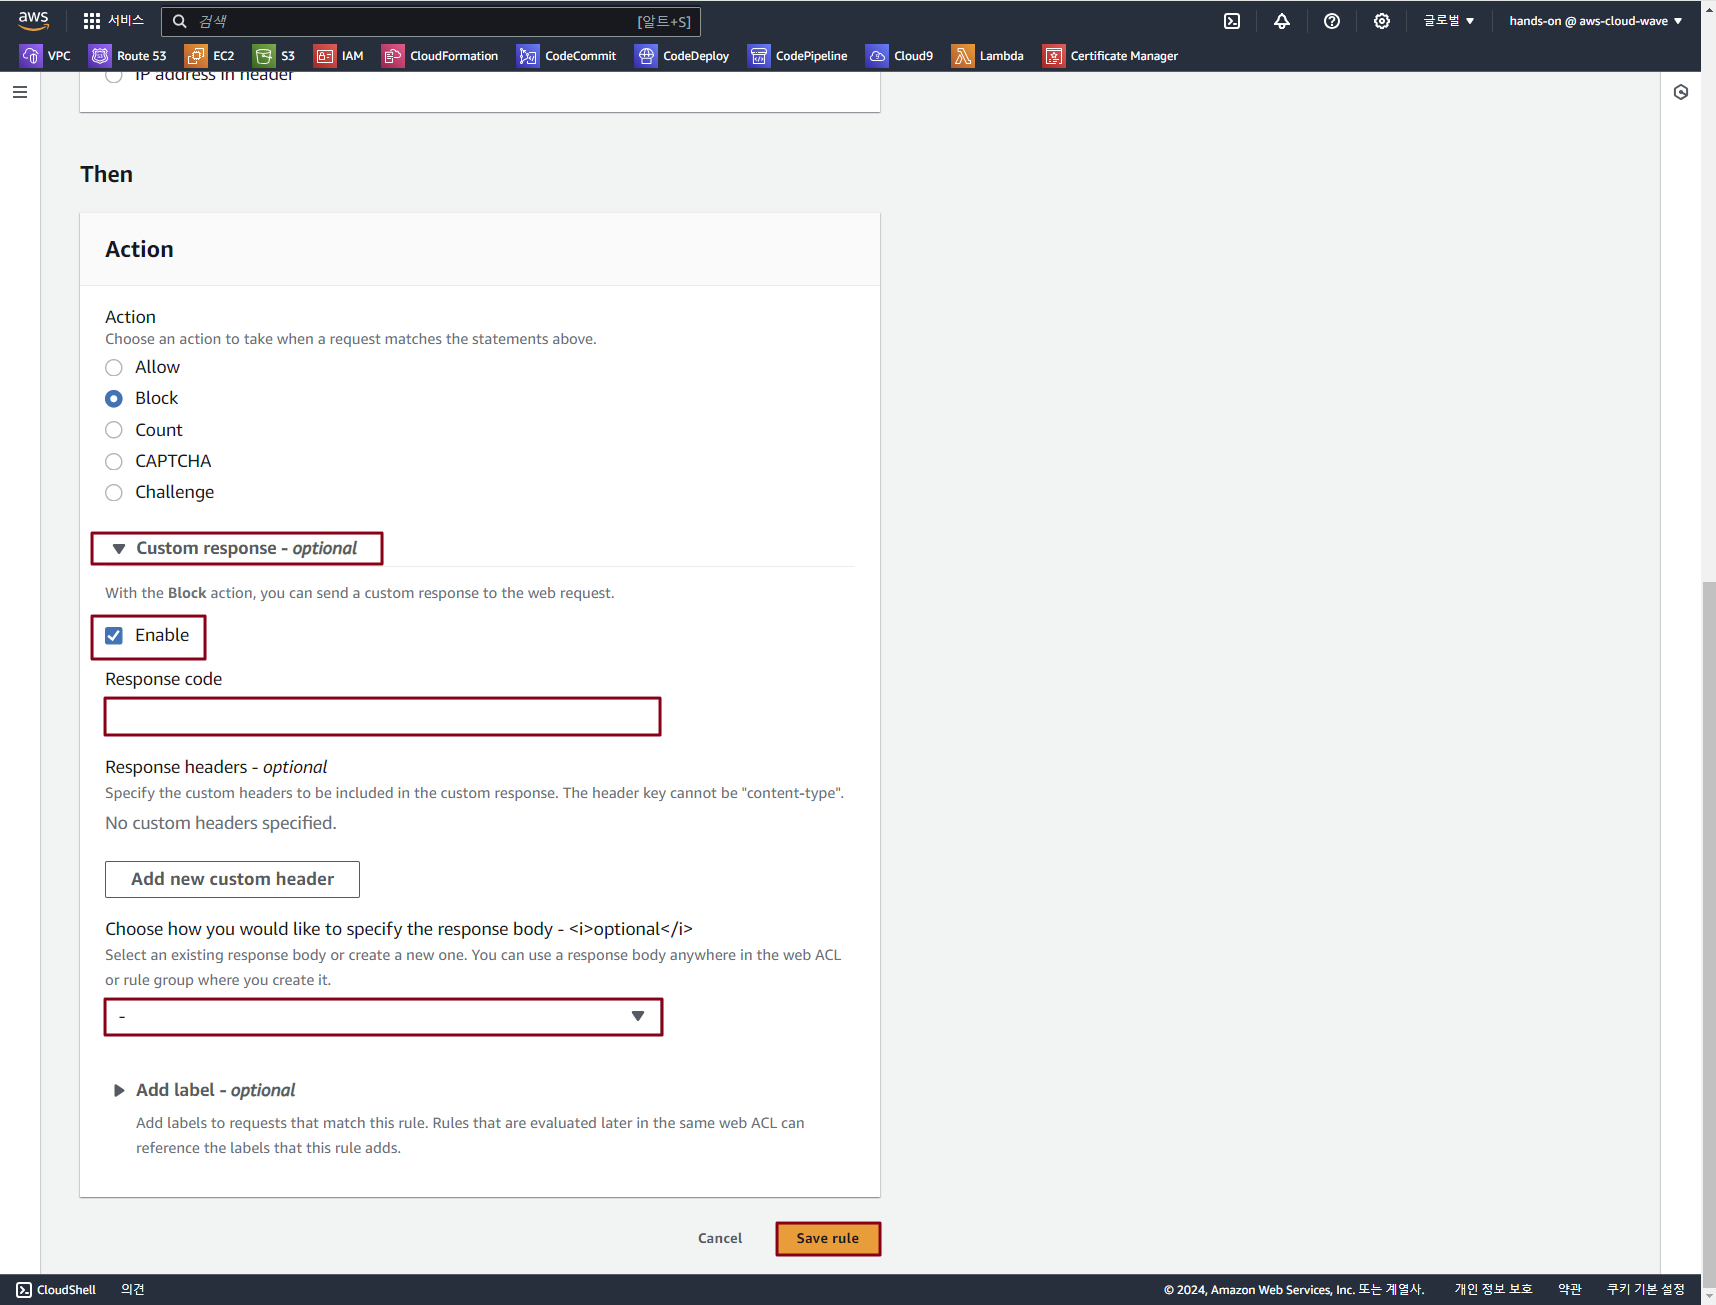 aws
서비스
검색
[알트+S]
글로벌
hands-on @ aws-cloud-wave
VPC
Route 53
EC2
S3
IAM
CloudFormation
CodeCommit
CodeDeploy
CodePipeline
Cloud9
Lambda
Certificate Manager
IP address in header
Then
Action
Action
Choose an action to take when a request matches the statements above.
Allow
Block
Count
CAPTCHA
Challenge
Custom response - optional
With the Block action, you can send a custom response to the web request.
Enable
Response code
Response headers - optional
Specify the custom headers to be included in the custom response. The header key cannot be "content-type".
No custom headers specified.
Add new custom header
Choose how you would like to specify the response body - <i>optional</i>
Select an existing response body or create a new one. You can use a response body anywhere in the web ACL
or rule group where you create it.
-
Add label - optional
Add labels to requests that match this rule. Rules that are evaluated later in the same web ACL can
reference the labels that this rule adds.
Cancel
Save rule
CloudShell
의견
© 2024, Amazon Web Services, Inc. 또는 계열사.
개인 정보 보호
약관
쿠키 기본 설정